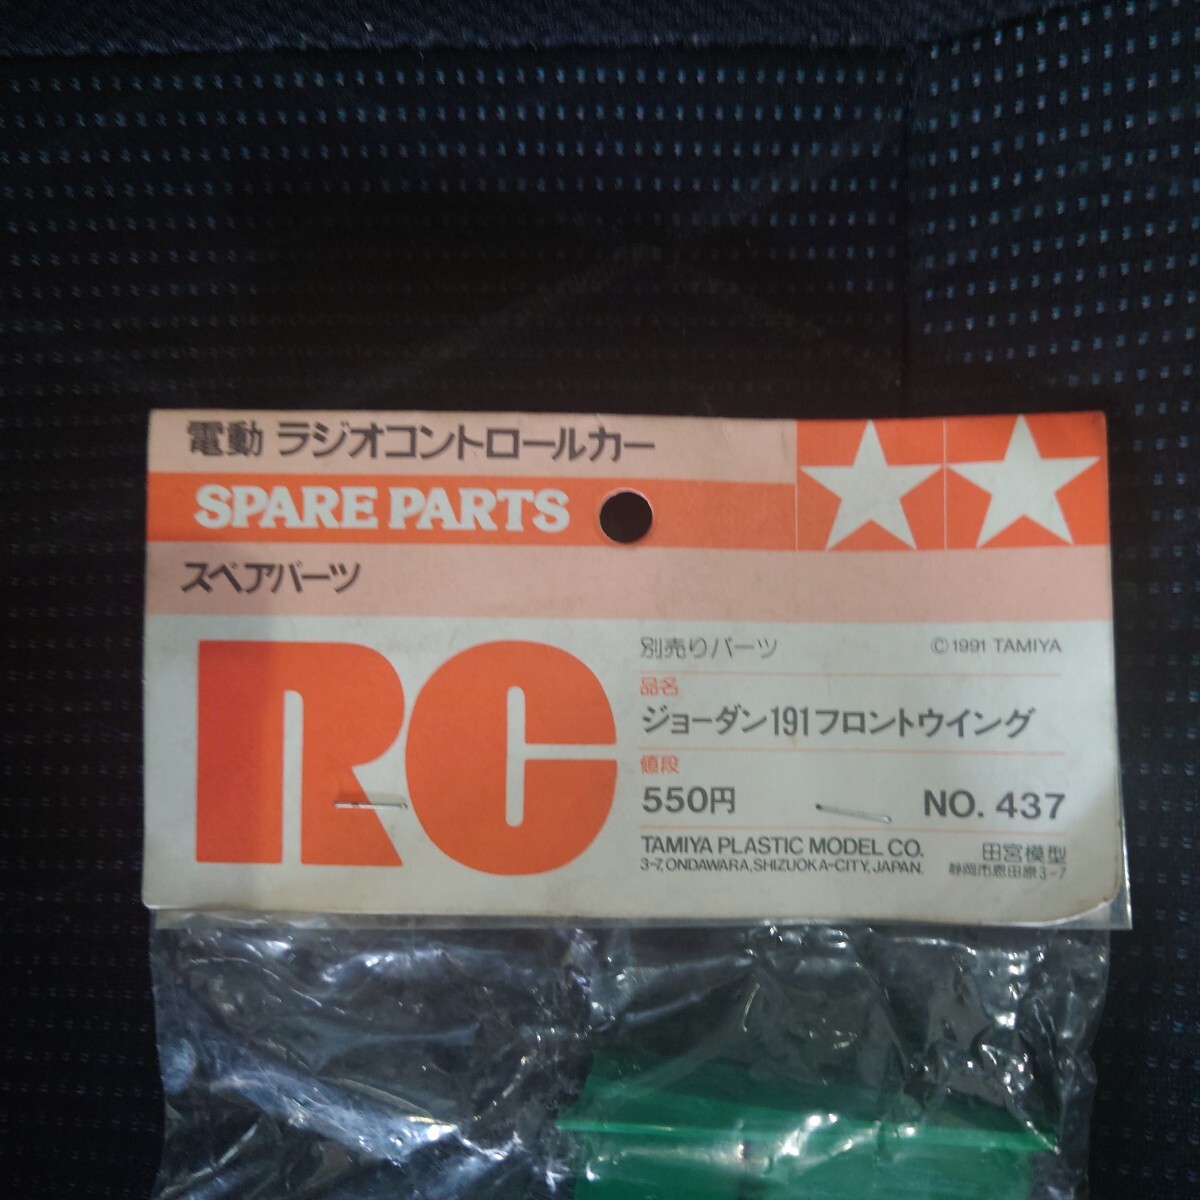 電動 ラジオコントロールカー
SPARE PARTS
スペアパーツ
RC
別売りパーツ
© 1991 TAMIYA
品名
ジョーダン191フロントウイング
値段
550円
NO. 437
TAMIYA PLASTIC MODEL CO.
3-7, ONDAWARA, SHIZUOKA-CITY, JAPAN.
田宮模型
静岡市恩田原3-7